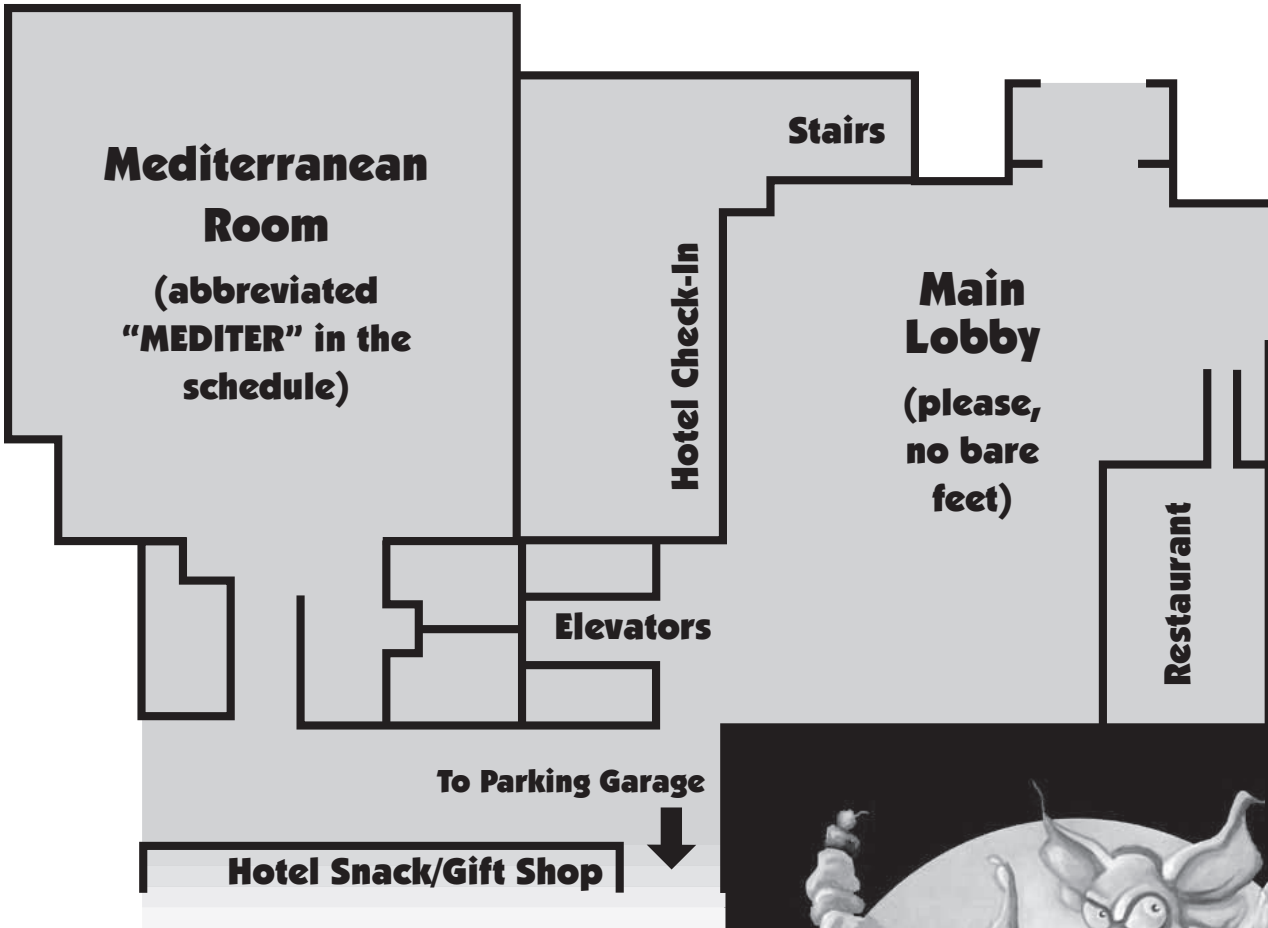 Mediterranean
Room
(abbreviated
“MEDITER” in the
schedule)
Stairs
Hotel Check-In
Main
Lobby
(please,
no bare
feet)
Restaurant
Elevators
To Parking Garage
Hotel Snack/Gift Shop